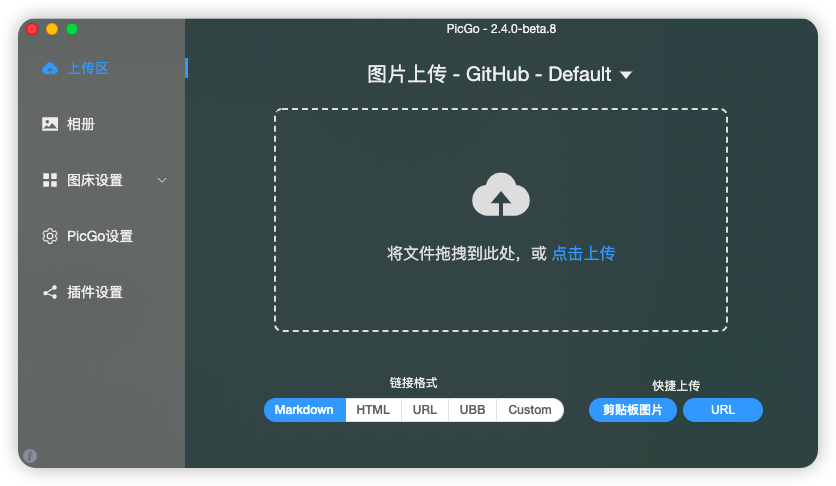 PicGo - 2.4.0-beta.8
上传区
相册
图床设置
PicGo设置
插件设置
图片上传 - GitHub - Default
将文件拖拽到此处，或 点击上传
链接格式
Markdown HTML URL UBB Custom
快捷上传
剪贴板图片 URL
i